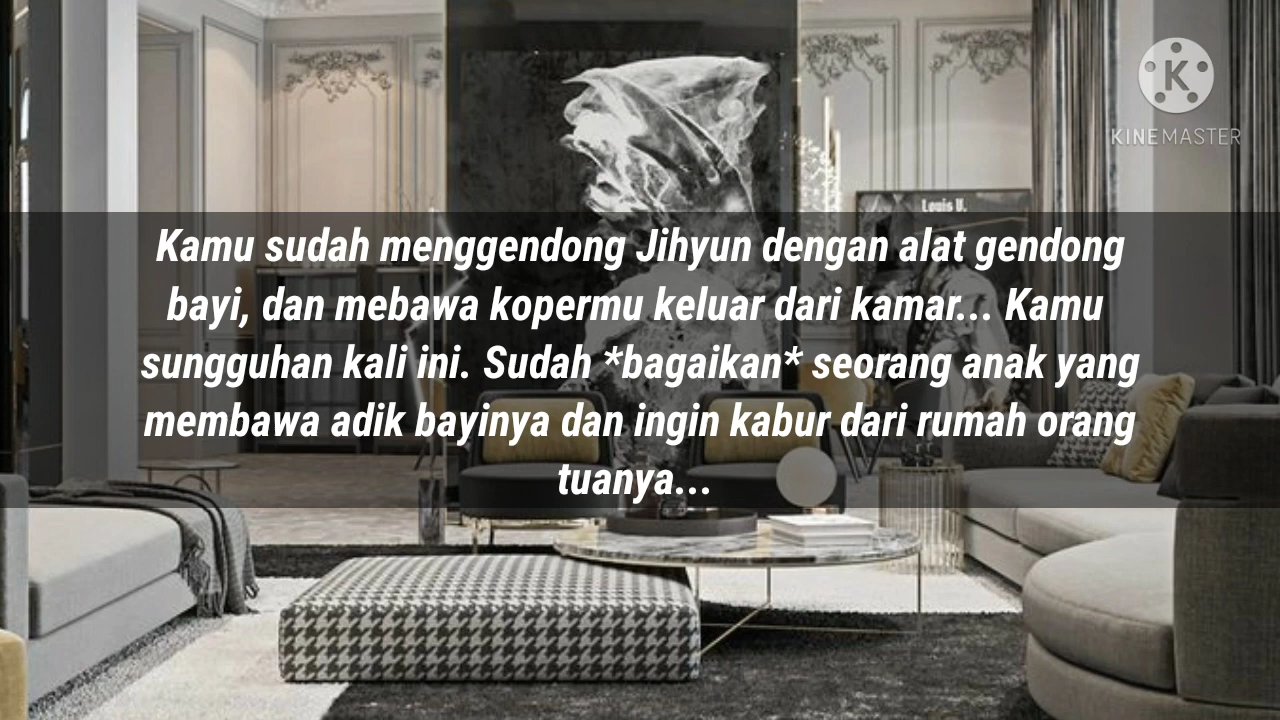 K
KINEMASTER
Louis V.
Kamu sudah menggendong Jihyun dengan alat gendong
bayi, dan mebawa kopermu keluar dari kamar... Kamu
sungguhan kali ini. Sudah *bagaikan* seorang anak yang
membawa adik bayinya dan ingin kabur dari rumah orang
tuanya...